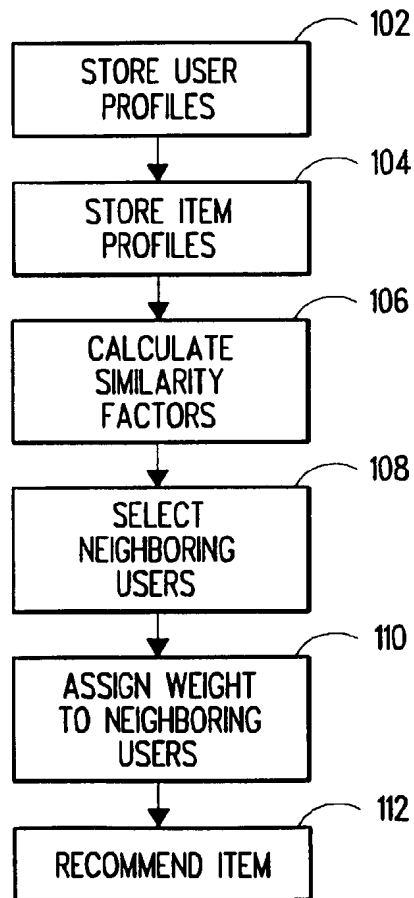 102
STORE USER
PROFILES
104
STORE ITEM
PROFILES
106
CALCULATE
SIMILARITY
FACTORS
108
SELECT
NEIGHBORING
USERS
110
ASSIGN WEIGHT
TO NEIGHBORING
USERS
112
RECOMMEND ITEM